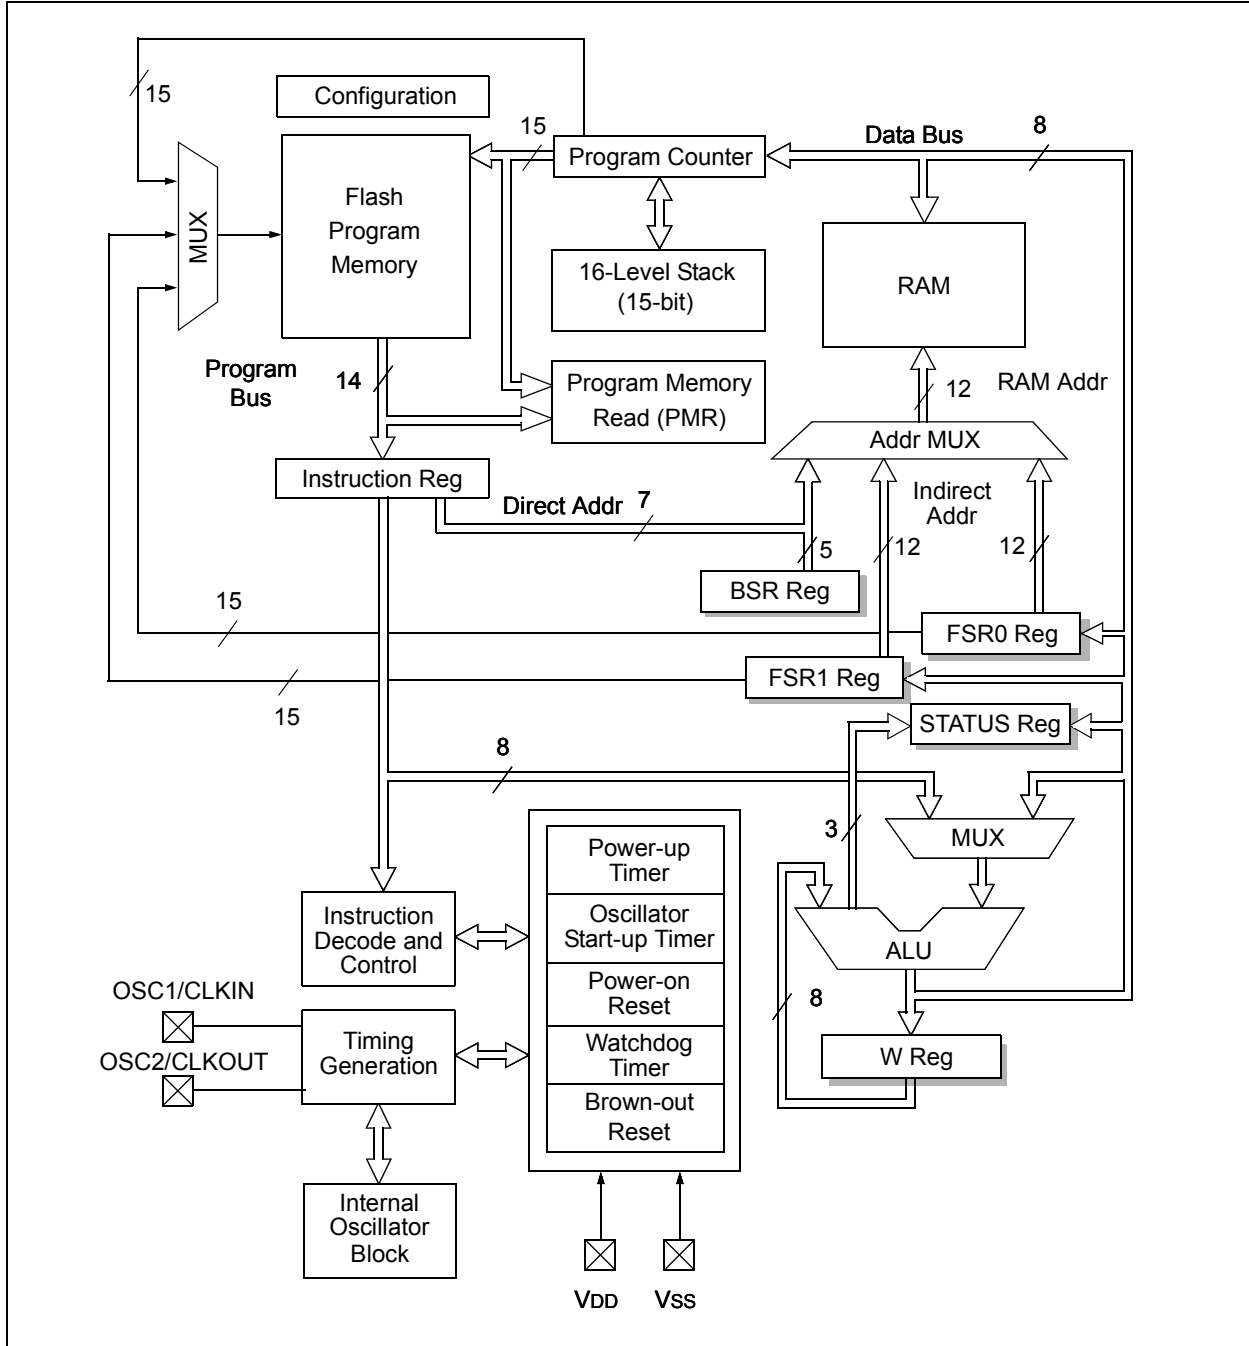 15
Configuration
15
Program Counter
Data Bus
8
MUX
Flash
Program
Memory
16-Level Stack
(15-bit)
RAM
Program
Bus
14
Program Memory
Read (PMR)
12
RAM Addr
Addr MUX
Instruction Reg
Direct Addr
7
Indirect
Addr
5
12
12
BSR Reg
15
FSR0 Reg
FSR1 Reg
15
STATUS Reg
8
3
MUX
Power-up
Timer
Oscillator
Start-up Timer
Power-on
Reset
Watchdog
Timer
Brown-out
Reset
Instruction
Decode and
Control
ALU
8
OSC1/CLKIN
OSC2/CLKOUT
Timing
Generation
W Reg
Internal
Oscillator
Block
VDD
VSS